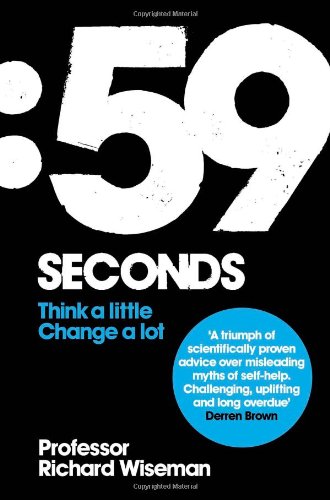 :59
SECONDS
Think a little
Change a lot
‘A triumph of
scientifically proven
advice over misleading
myths of self-help.
Challenging, uplifting
and long overdue’
Derren Brown
Professor
Richard Wiseman